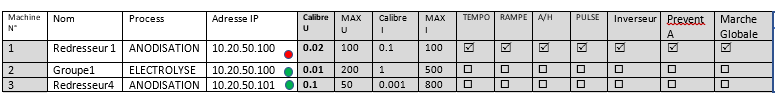 Machine N° Nom Process Adresse IP Calibre U MAX U Calibre I MAX I TEMPO RAMPE A/H PULSE Inverseur Prevent A Marche Globale
1 Redresseur 1 ANODISATION 10.20.50.100 0.02 100 0.1 100 ☑ ☑ ☑ ☑ ☑ ☑ ☑
2 Groupe1 ELECTROLYSE 10.20.50.100 0.01 200 1 500 ☐ ☐ ☐ ☐ ☐ ☐ ☐
3 Redresseur4 ANODISATION 10.20.50.101 0.1 50 0.001 800 ☐ ☐ ☐ ☐ ☐ ☐ ☐